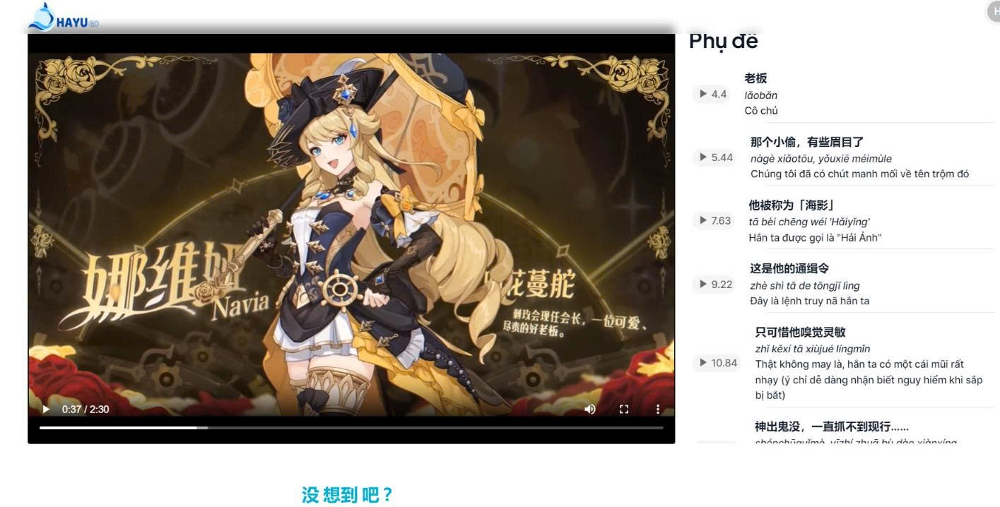 HAYU GO
H
Phụ đề
娜维娅
Navia
花蔓舵
刺玫会现任会长，一位可爱、
尽责的好老板。
0:37 / 2:30
4.4
老板
lǎobǎn
Cô chủ
5.44
那个小偷，有些眉目了
nàgè xiǎotōu, yǒuxiē méimùle
Chúng tôi đã có chút manh mối về tên trộm đó
7.63
他被称为「海影」
tā bèi chēng wéi 'Hǎiyǐng'
Hắn ta được gọi là "Hải Ảnh"
9.22
这是他的通缉令
zhè shì tā de tōngjī lìng
Đây là lệnh truy nã hắn ta
10.84
只可惜他嗅觉灵敏
zhǐ kěxí tā xiùjué língmǐn
Thật không may là, hắn ta có một cái mũi rất
nhạy (ý chỉ dễ dàng nhận biết nguy hiểm khi sắp
bị bắt)
神出鬼没，一直抓不到现行……
shénchūguǐmò, yīzhí zhuā bù dào xiànxíng
没 想到 吧？